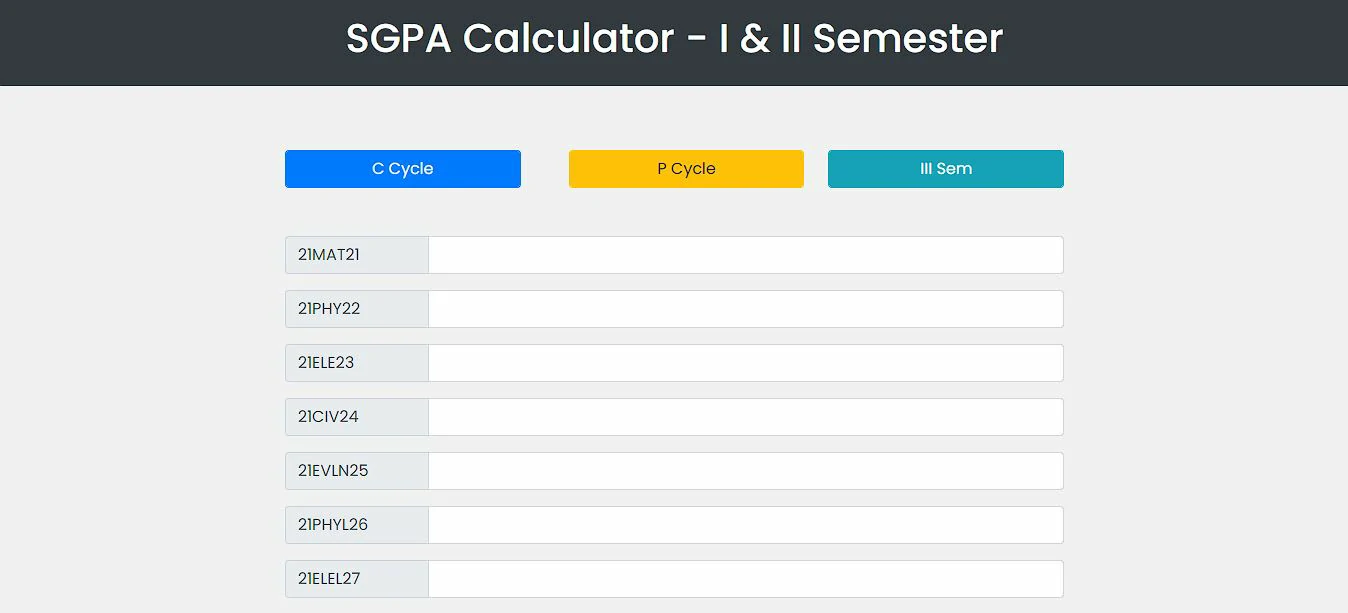 SGPA Calculator - I & II Semester
C Cycle
P Cycle
III Sem
21MAT21
21PHY22
21ELE23
21CIV24
21EVLN25
21PHYL26
21ELEL27